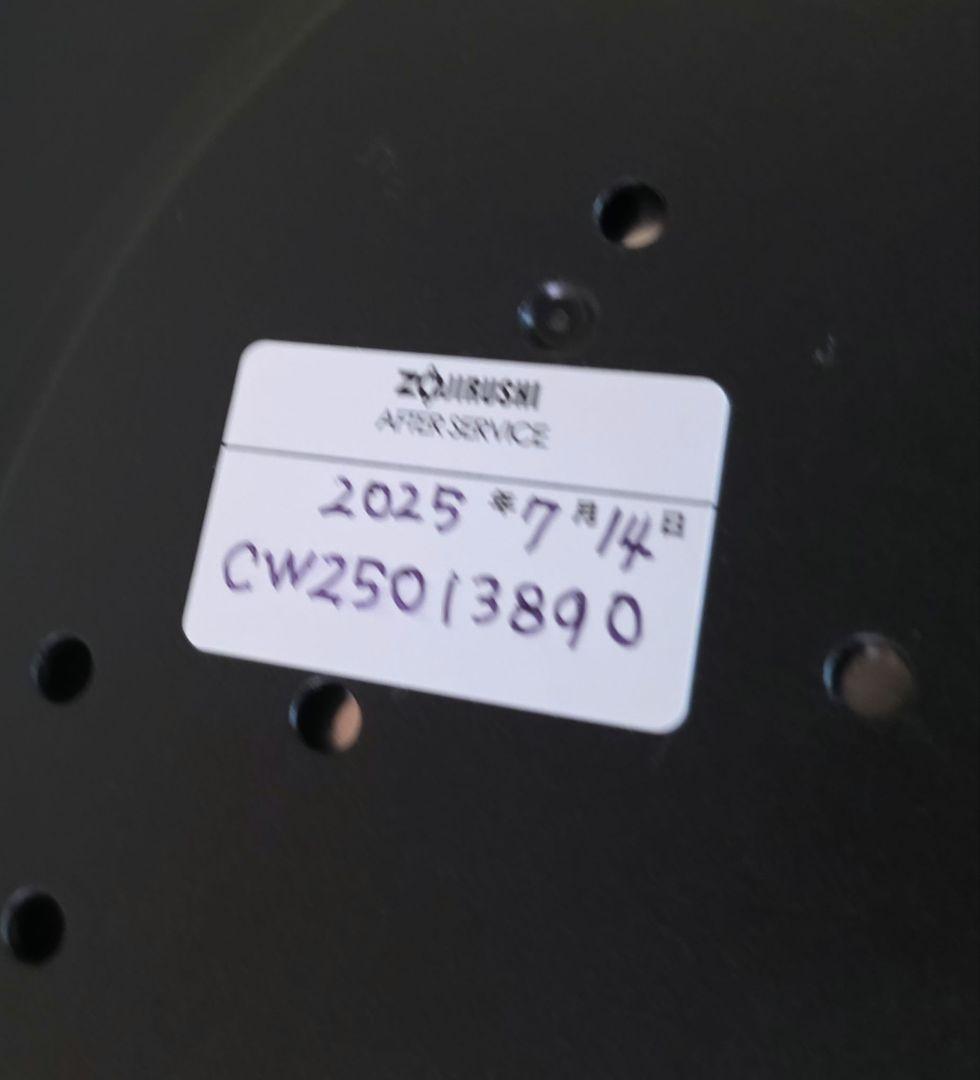 ZOJIRUSHI
AFTER SERVICE
2025年7月14日
CW25013890